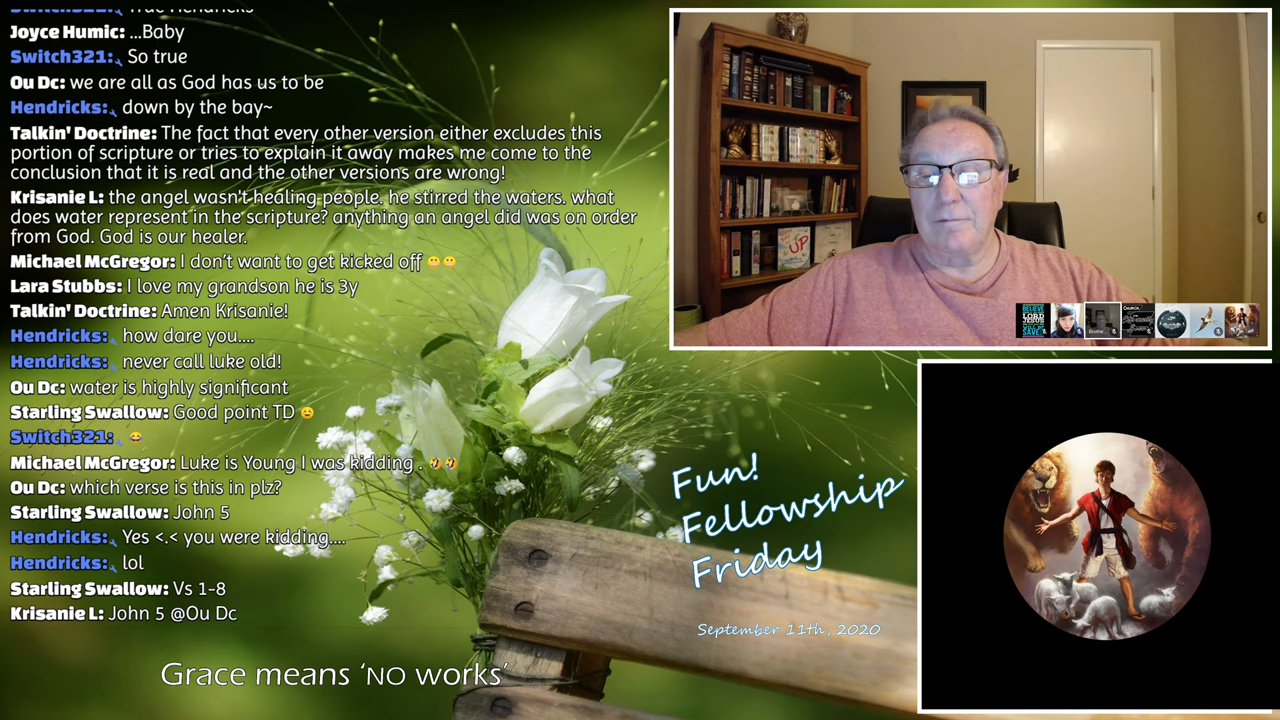 Switch321: True Hendricks
Joyce Humic: ...Baby
Switch321: So true
Ou Dc: we are all as God has us to be
Hendricks: down by the bay~
Talkin' Doctrine: The fact that every other version either excludes this
portion of scripture or tries to explain it away makes me come to the
conclusion that it is real and the other versions are wrong!
Krisanie L: the angel wasn't healing people. he stirred the waters. what
does water represent in the scripture? anything an angel did was on order
from God. God is our healer.
Michael McGregor: I don't want to get kicked off 😬😬
Lara Stubbs: I love my grandson he is 3y
Talkin' Doctrine: Amen Krisanie!
Hendricks: how dare you....
Hendricks: never call luke old!
Ou Dc: water is highly significant
Starling Swallow: Good point TD ☺️
Switch321: 😂
Michael McGregor: Luke is Young I was kidding . 🤣🤣
Ou Dc: which verse is this in plz?
Starling Swallow: John 5
Hendricks: Yes <.< you were kidding....
Hendricks: lol
Starling Swallow: Vs 1-8
Krisanie L: John 5 @Ou Dc
UP
BELIEVE
LORD
JESUS
SAVE
CHURCH
Fun!
Fellowship
Friday
September 11th, 2020
Grace means 'NO works'